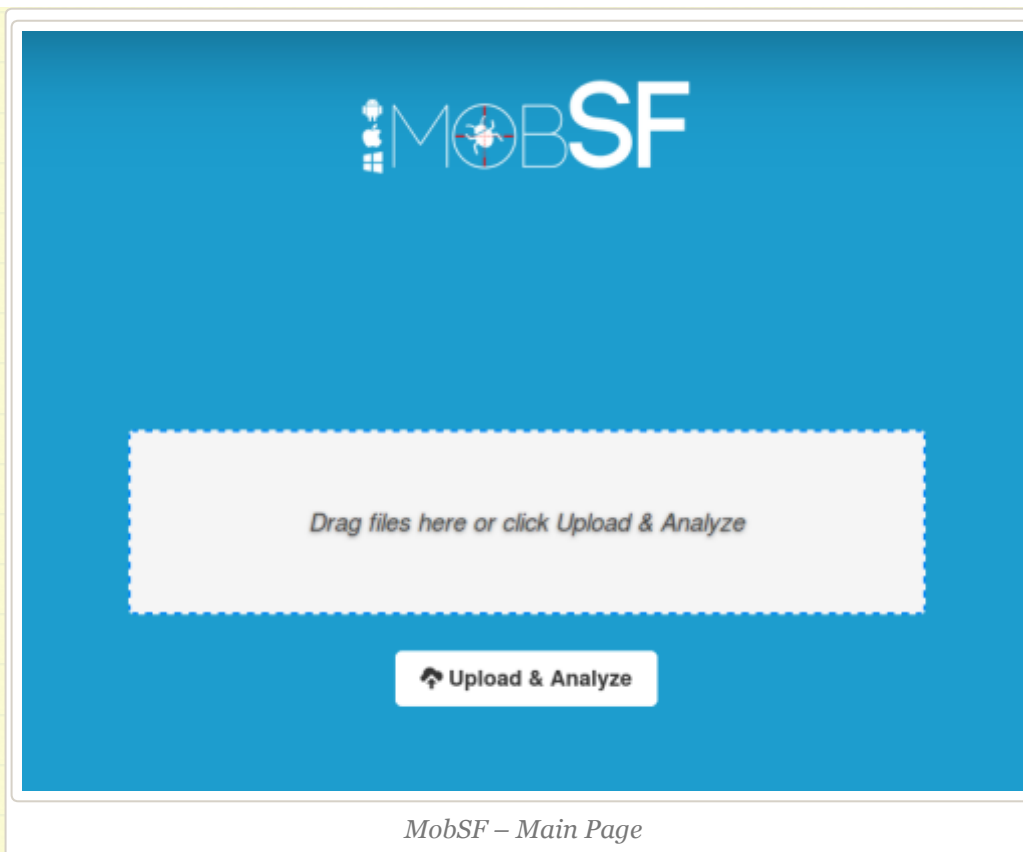 MOBSF
Drag files here or click Upload & Analyze
Upload & Analyze
MobSF – Main Page